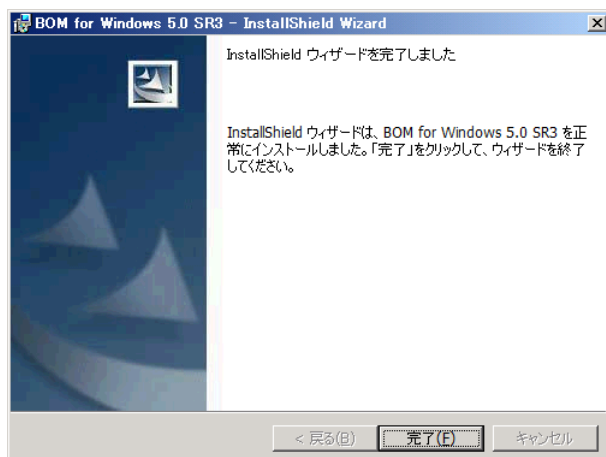 BOM for Windows 5.0 SR3 - InstallShield Wizard
InstallShield ウィザードを完了しました
InstallShield ウィザードは、BOM for Windows 5.0 SR3 を正
常にインストールしました。「完了」をクリックして、ウィザードを終了
してください。
< 戻る(B) 完了(F) キャンセル